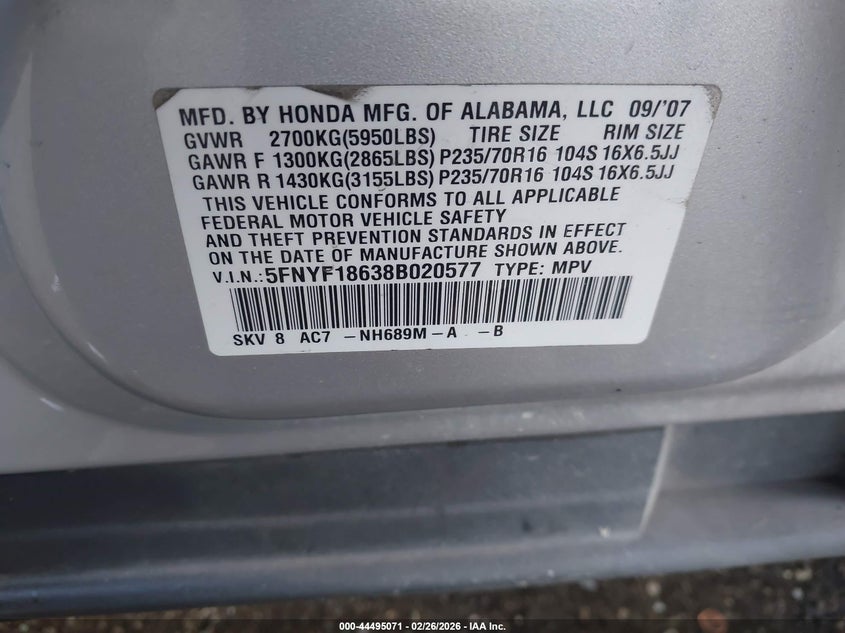 MFD. BY HONDA MFG. OF ALABAMA, LLC 09/'07
GVWR 2700KG(5950LBS) TIRE SIZE RIM SIZE
GAWR F 1300KG(2865LBS) P235/70R16 104S 16X6.5JJ
GAWR R 1430KG(3155LBS) P235/70R16 104S 16X6.5JJ
THIS VEHICLE CONFORMS TO ALL APPLICABLE
FEDERAL MOTOR VEHICLE SAFETY
AND THEFT PREVENTION STANDARDS IN EFFECT
ON THE DATE OF MANUFACTURE SHOWN ABOVE.
V.I.N.:5FNYF18638B020577 TYPE: MPV
SKV 8 AC7 -NH689M-A -B
000-44495071 02/26/2026 - IAA Inc.